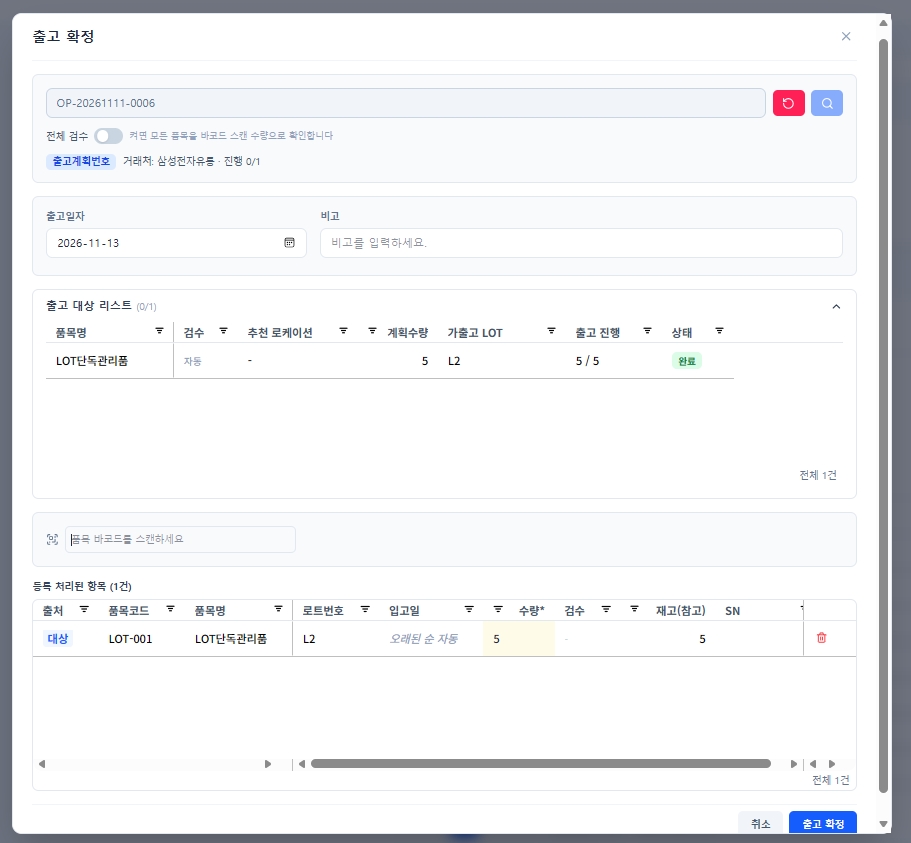 출고 확정
OP-20261111-0006
전체 검수 켜면 모든 품목을 바코드 스캔 수량으로 확인합니다
출고계획번호 거래처: 삼성전자유통 · 진행 0/1
출고일자 비고
2026-11-13 비고를 입력하세요.
출고 대상 리스트 (0/1)
품목명 검수 추천 로케이션 계획수량 가출고 LOT 출고 진행 상태
LOT단독관리품 자동 - 5 L2 5 / 5 완료
전체 1건
품목 바코드를 스캔하세요
등록 처리된 항목 (1건)
출처 품목코드 품목명 로트번호 입고일 수량* 검수 재고(참고) SN
대상 LOT-001 LOT단독관리품 L2 오래된 순 자동 5 - 5
전체 1건
취소 출고 확정